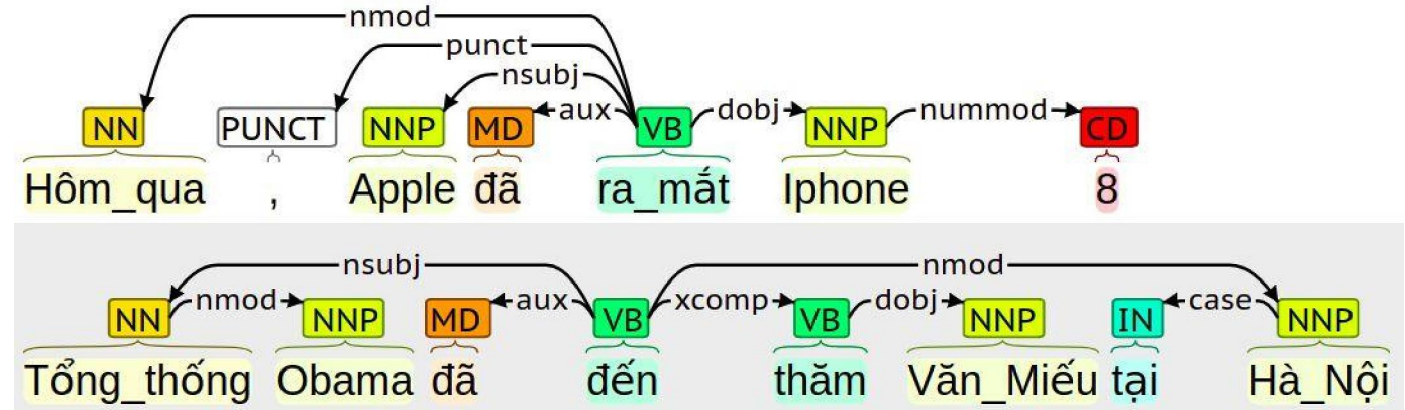 nmod
punct
nsubj
aux dobj nummod
NN PUNCT NNP MD VB NNP CD
Hôm_qua , Apple đã ra_mắt Iphone 8
nsubj nmod
nmod aux xcomp dobj case
NN NNP MD VB VB NNP IN NNP
Tổng_thống Obama đã đến thăm Văn_Miếu tại Hà_Nội